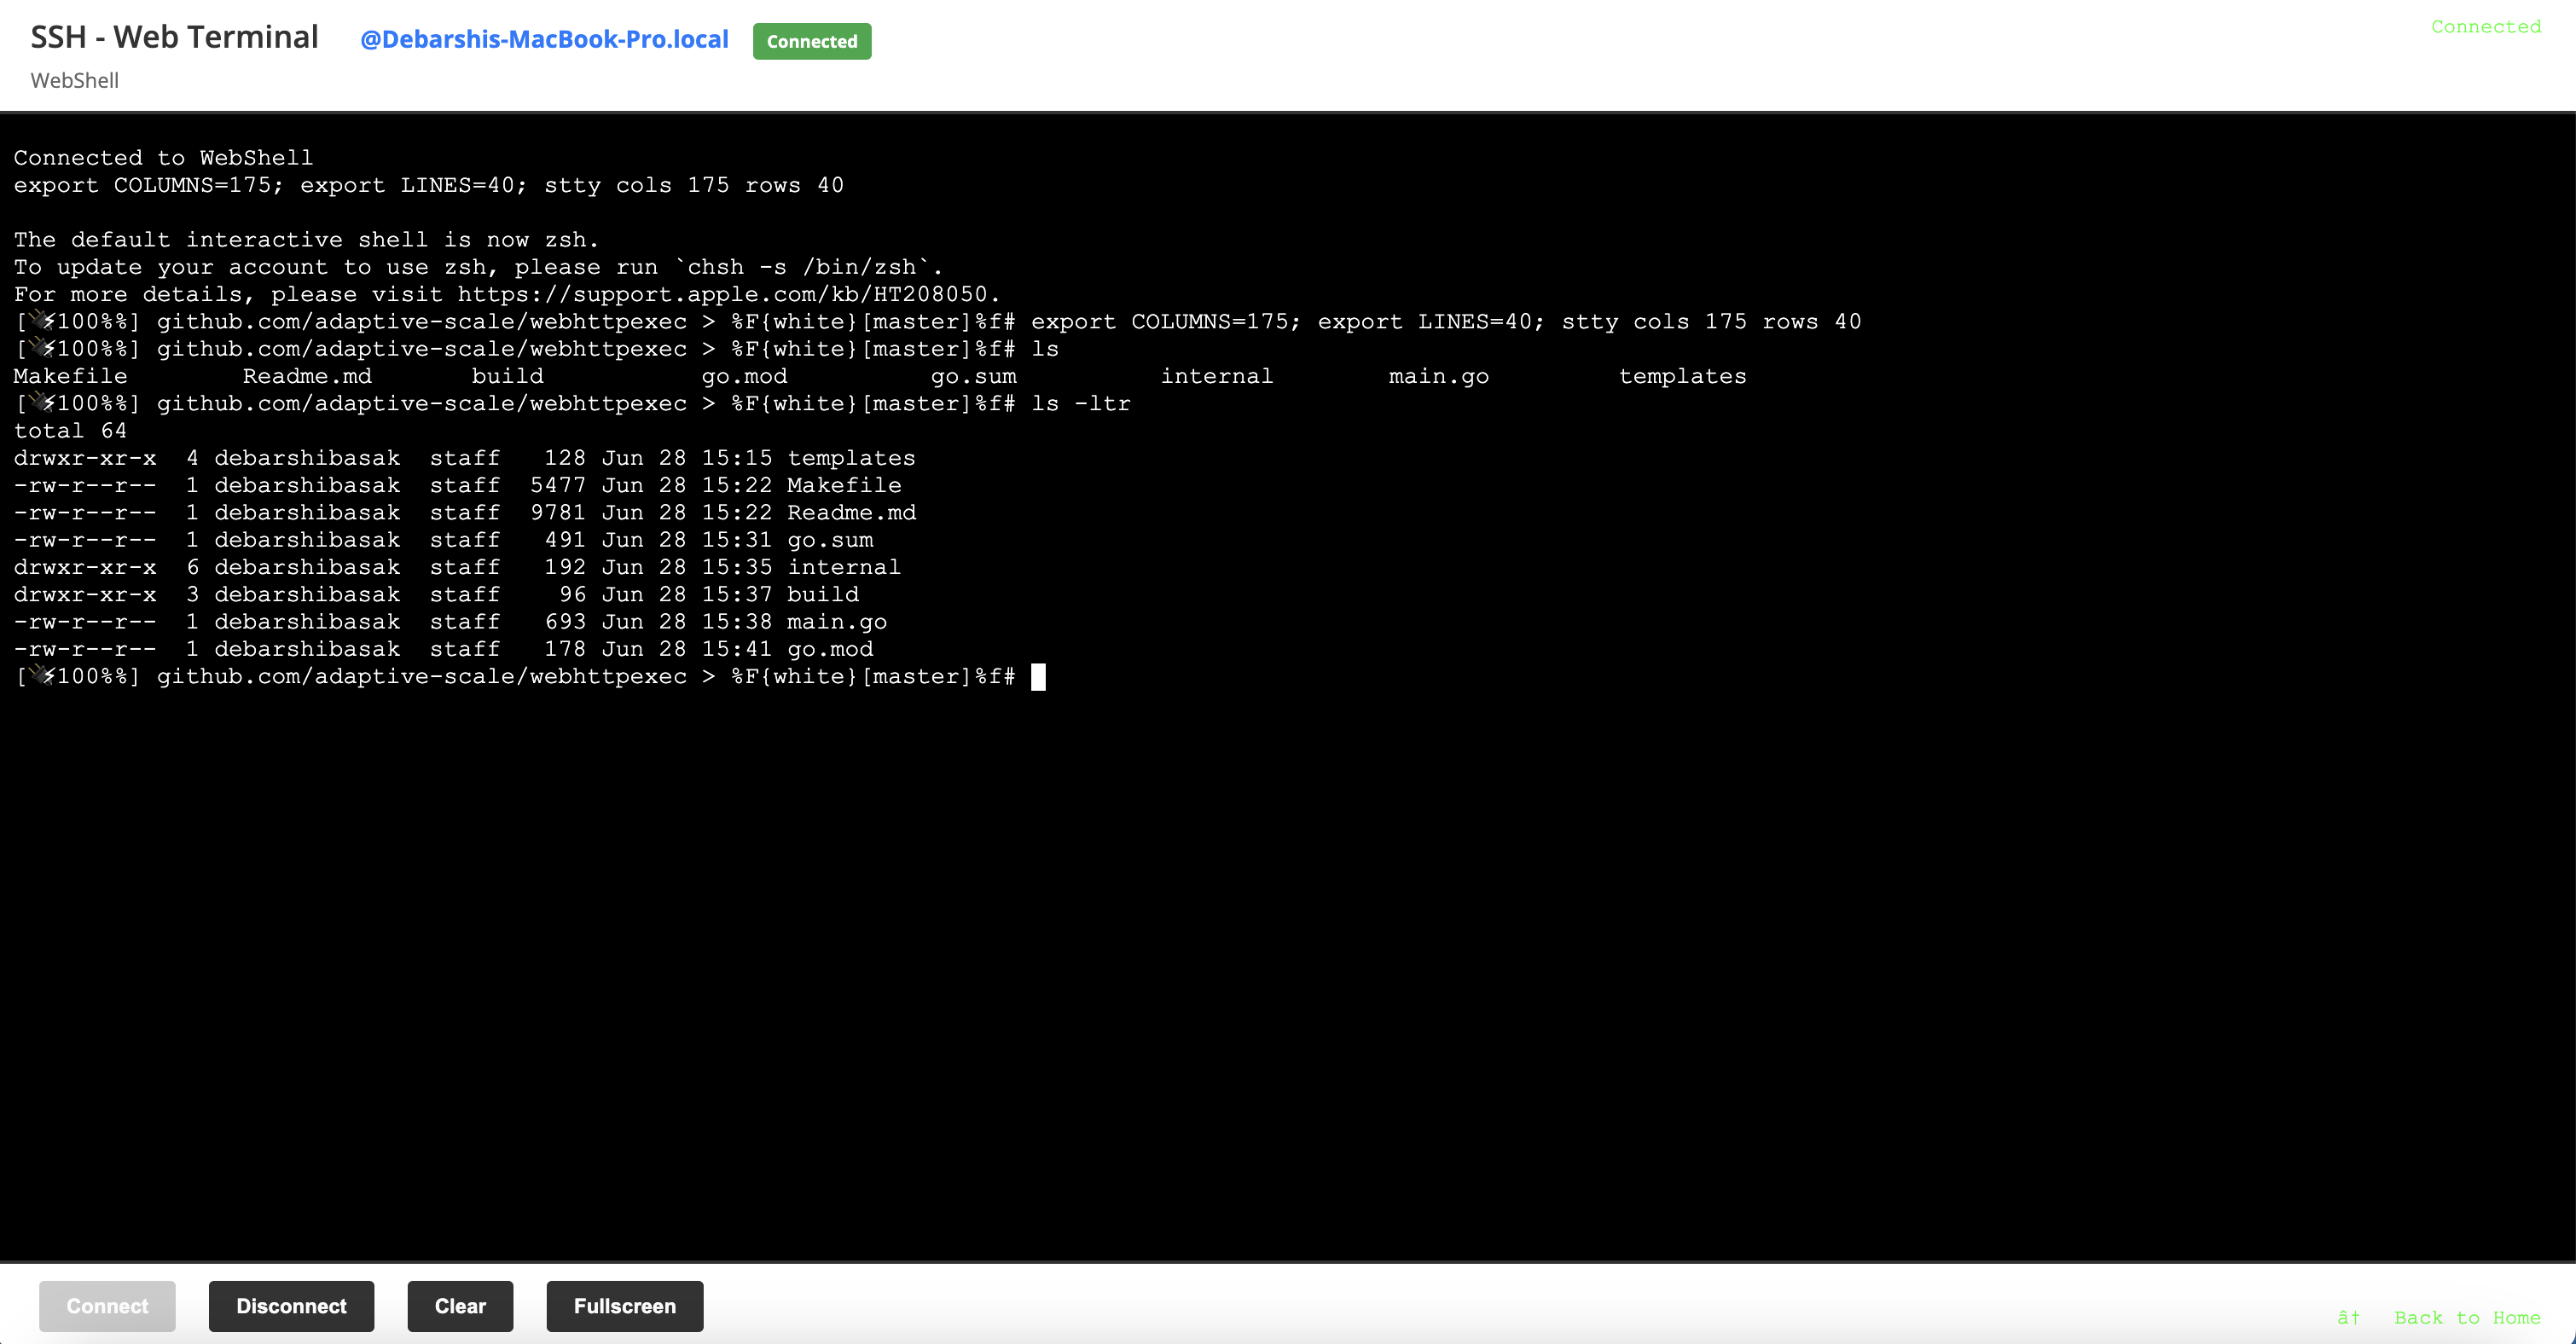 SSH - Web Terminal @Debarshis-MacBook-Pro.local Connected
Connected
WebShell
Connected to WebShell
export COLUMNS=175; export LINES=40; stty cols 175 rows 40
The default interactive shell is now zsh.
To update your account to use zsh, please run `chsh -s /bin/zsh`.
For more details, please visit https://support.apple.com/kb/HT208050.
[🔌⚡100%%] github.com/adaptive-scale/webhttpexec > %F{white}[master]%f# export COLUMNS=175; export LINES=40; stty cols 175 rows 40
[🔌⚡100%%] github.com/adaptive-scale/webhttpexec > %F{white}[master]%f# ls
Makefile        Readme.md       build           go.mod          go.sum          internal        main.go         templates
[🔌⚡100%%] github.com/adaptive-scale/webhttpexec > %F{white}[master]%f# ls -ltr
total 64
drwxr-xr-x  4 debarshibasak  staff   128 Jun 28 15:15 templates
-rw-r--r--  1 debarshibasak  staff  5477 Jun 28 15:22 Makefile
-rw-r--r--  1 debarshibasak  staff  9781 Jun 28 15:22 Readme.md
-rw-r--r--  1 debarshibasak  staff   491 Jun 28 15:31 go.sum
drwxr-xr-x  6 debarshibasak  staff   192 Jun 28 15:35 internal
drwxr-xr-x  3 debarshibasak  staff    96 Jun 28 15:37 build
-rw-r--r--  1 debarshibasak  staff   693 Jun 28 15:38 main.go
-rw-r--r--  1 debarshibasak  staff   178 Jun 28 15:41 go.mod
[🔌⚡100%%] github.com/adaptive-scale/webhttpexec > %F{white}[master]%f#
Connect Disconnect Clear Fullscreen
â† Back to Home